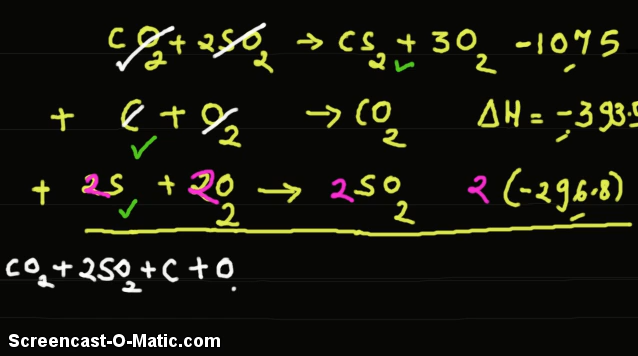 CO₂ + 2SO₂ → CS₂ + 3O₂ -1075
+ C + O₂ → CO₂ ΔH = -393.5
+ 2S + 2O₂ → 2SO₂ 2(-296.8)
CO₂ + 2SO₂ + C + O
Screencast-O-Matic.com